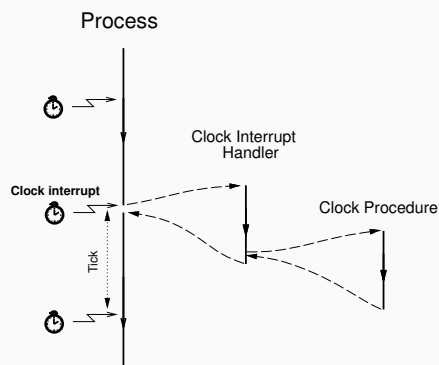 Process
Clock Interrupt
Handler
Clock interrupt
Clock Procedure
Tick